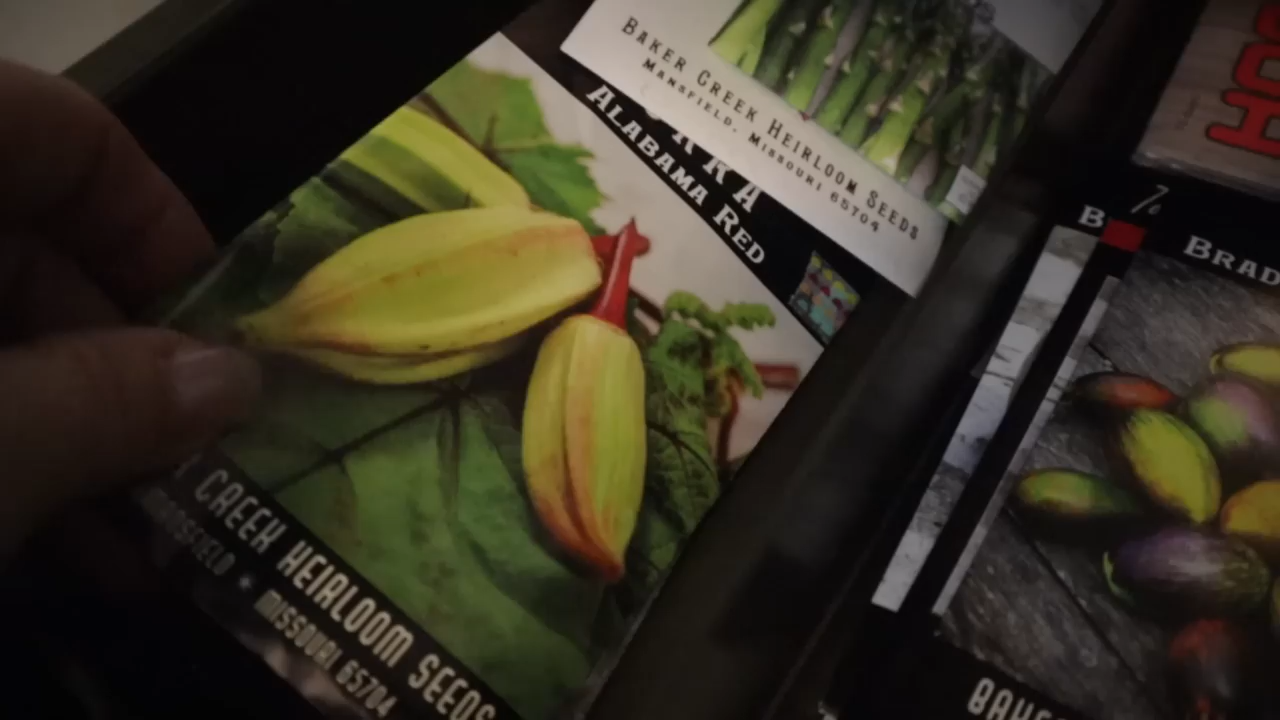 BAKER CREEK HEIRLOOM SEEDS
MANSFIELD, MISSOURI 65704
ALABAMA RED
CREEK HEIRLOOM SEEDS
MISSOURI 65704
BRAD